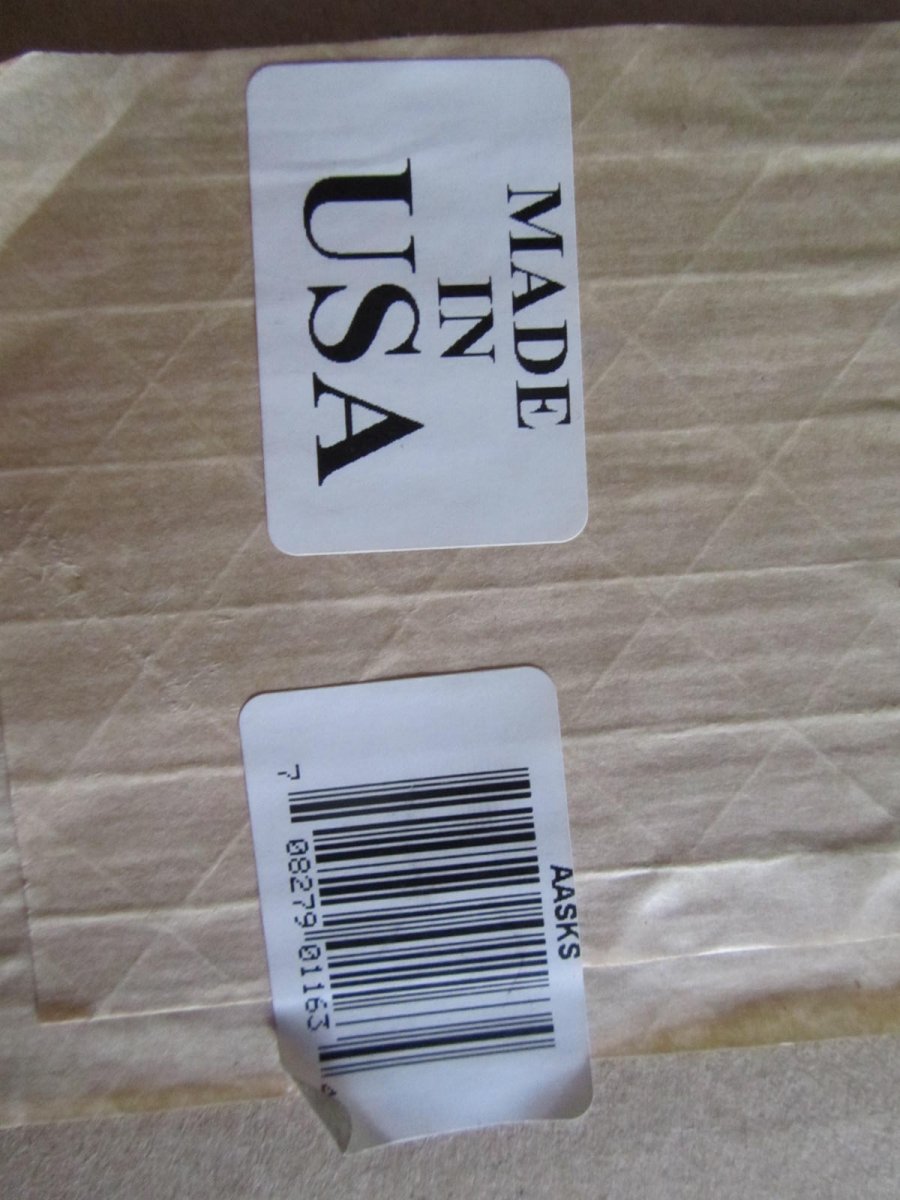 MADE
IN
USA
AASKS
7 08279 01163